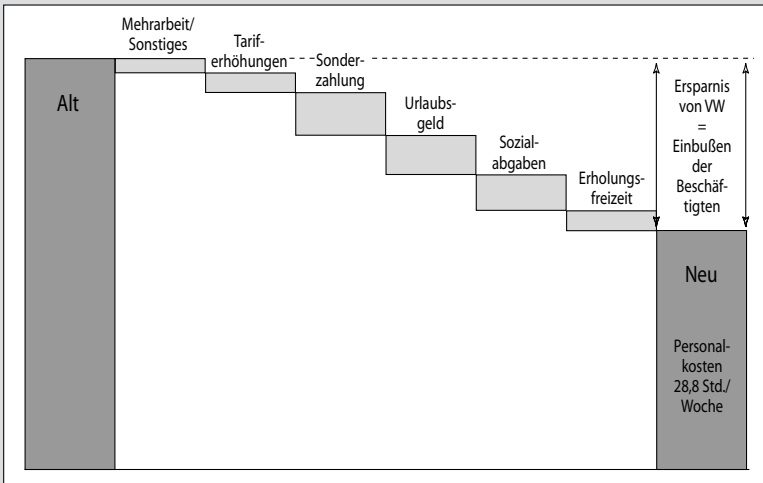 Mehrarbeit/
Sonstiges
Tarif-
erhöhungen
Sonder-
zahlung
Urlaubs-
geld
Sozial-
abgaben
Erholungs-
freizeit
Ersparnis
von VW
=
Einbußen
der
Beschäf-
tigten
Alt
Neu
Personal-
kosten
28,8 Std./
Woche